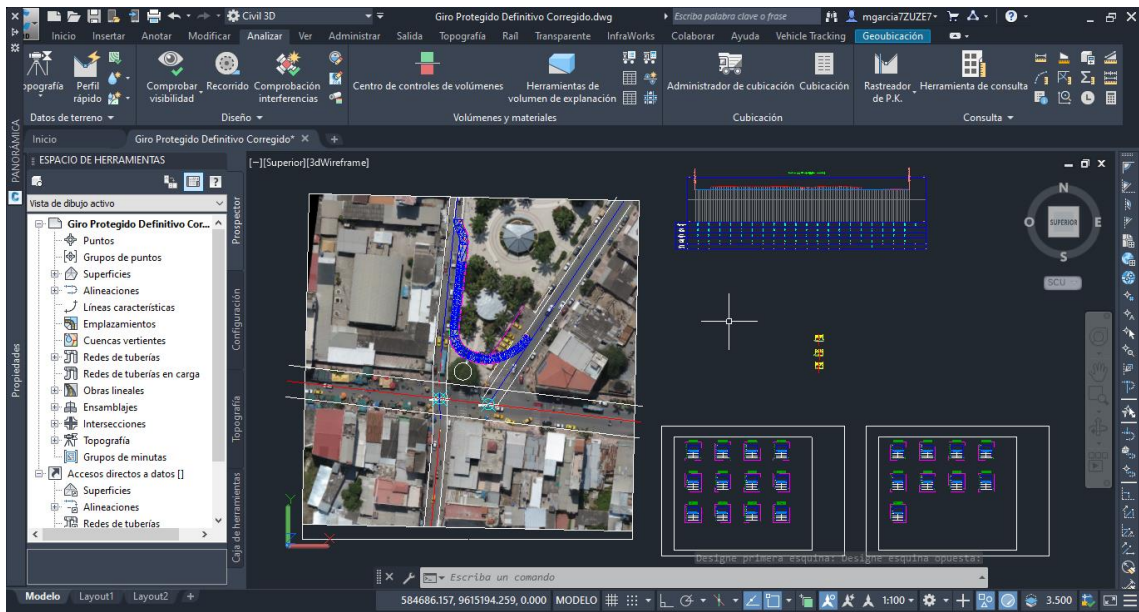 Civil 3D
Giro Protegido Definitivo Corregido.dwg
Escriba palabra clave o frase
mgarcia7ZUZE7
Inicio Insertar Anotar Modificar Analizar Ver Administrar Salida Topografía Raíl Transparente InfraWorks Colaborar Ayuda Vehicle Tracking Geoubicación
Perfil rápido
Comprobar visibilidad
Recorrido
Comprobación interferencias
Centro de controles de volúmenes
Herramientas de volumen de explanación
Administrador de cubicación
Cubicación
Rastreador de P.K.
Herramienta de consulta
Datos de terreno
Diseño
Volúmenes y materiales
Cubicación
Consulta
Inicio
Giro Protegido Definitivo Corregido*
PANORÁMICA
Propiedades
ESPACIO DE HERRAMIENTAS
Vista de dibujo activo
Giro Protegido Definitivo Cor...
Puntos
Grupos de puntos
Superficies
Alineaciones
Líneas características
Emplazamientos
Cuencas vertientes
Redes de tuberías
Redes de tuberías en carga
Obras lineales
Ensamblajes
Intersecciones
Topografía
Grupos de minutas
Accesos directos a datos []
Superficies
Alineaciones
Redes de tuberías
Prospector
Configuración
Topografía
Caja de herramientas
[−][Superior][3dWireframe]
N
O SUPERIOR E
S
SCU
Y
X
Designe primera esquina: Designe esquina opuesta:
Escriba un comando
Modelo Layout1 Layout2 +
584686.157, 9615194.259, 0.000 MODELO 1:100 3.500